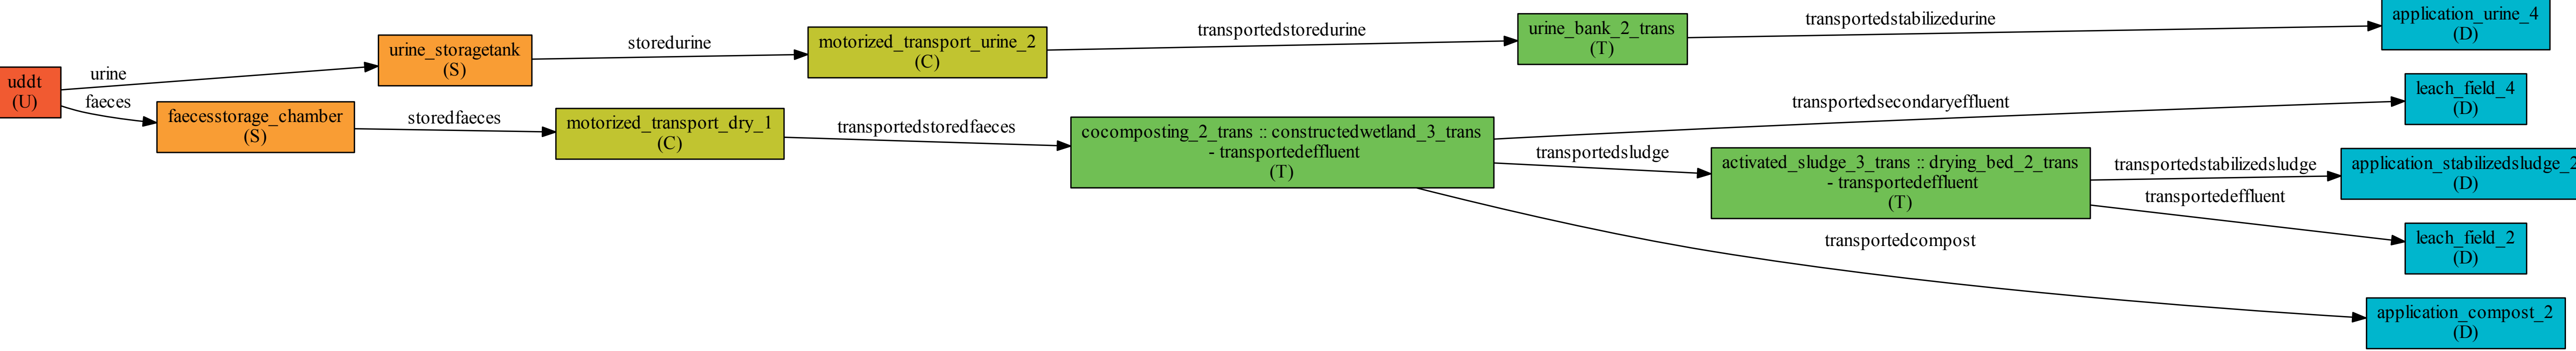 uddt
(U)
urine
faeces
urine_storagetank
(S)
faecesstorage_chamber
(S)
storedurine
storedfaeces
motorized_transport_urine_2
(C)
motorized_transport_dry_1
(C)
transportedstoredurine
transportedstoredfaeces
urine_bank_2_trans
(T)
cocomposting_2_trans :: constructedwetland_3_trans
- transportedeffluent
(T)
transportedstabilizedurine
transportedsecondaryeffluent
transportedsludge
activated_sludge_3_trans :: drying_bed_2_trans
- transportedeffluent
(T)
transportedstabilizedsludge
transportedeffluent
transportedcompost
application_urine_4
(D)
leach_field_4
(D)
application_stabilizedsludge_2
(D)
leach_field_2
(D)
application_compost_2
(D)